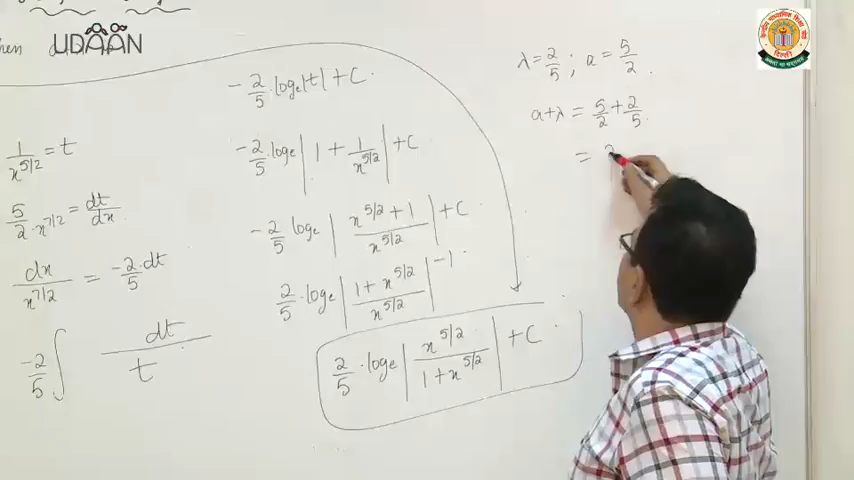 hen
UDAAN
1/x^{5/2} = t
5/2·x^{7/2} = dt/dx
dx/x^{7/2} = -2/5·dt
-2/5 ∫ dt/t
-2/5·log_e|t| + C
-2/5·log_e|1 + 1/x^{5/2}| + C
-2/5 log_e|(x^{5/2} + 1)/x^{5/2}| + C
2/5·log_e|(1 + x^{5/2})/x^{5/2}|^{-1}
2/5·log_e|x^{5/2}/(1 + x^{5/2})| + C
λ = 2/5 ; a = 5/2
a + λ = 5/2 + 2/5
= 2